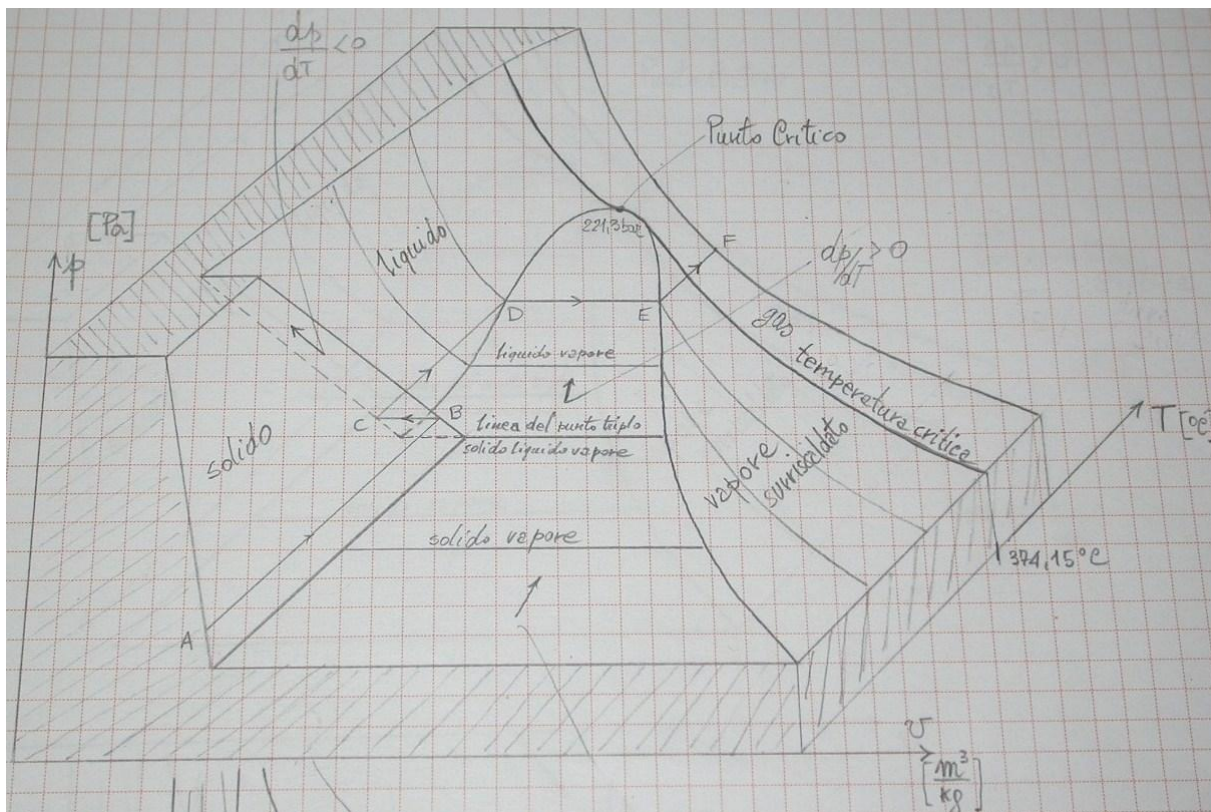 dp
dT <0
Punto Critico
[Pa]
p
liquido
221,3 bar
F
dp/dT >0
D
E
gas
liquido vapore
temperatura critica
T [°C]
C
B
linea del punto triplo
solido
solido liquido vapore
vapore
surriscaldato
solido vapore
374,15°C
A
v
[m³
kg]